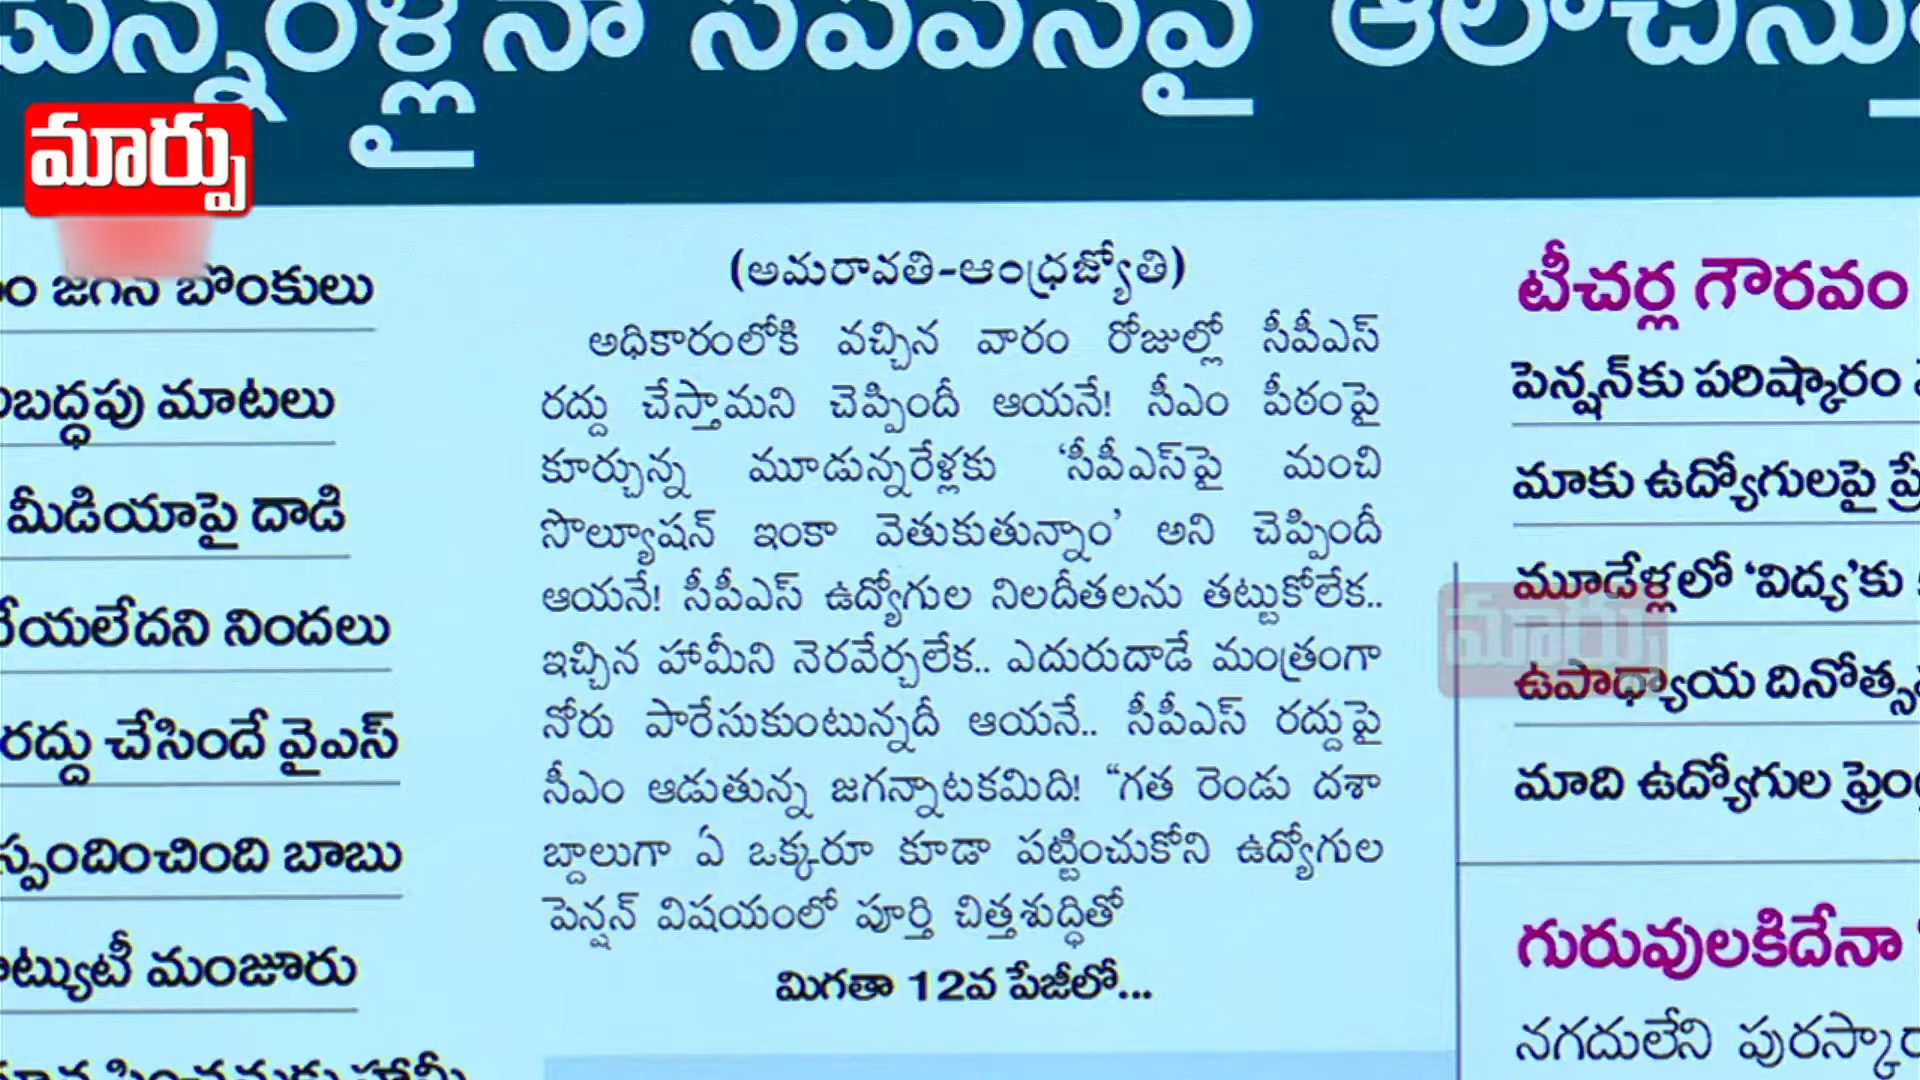 మార్పు
జగన్ బొంకులు
మాటలు
మీడియాపై దాడి
నిందలు
రద్దు చేసిందే వైఎస్
స్పందించింది బాబు
మంజూరు
(అమరావతి-ఆంధ్రజ్యోతి)
అధికారంలోకి వచ్చిన వారం రోజుల్లో సీపీఎస్
రద్దు చేస్తామని చెప్పిందీ ఆయనే! సీఎం పీఠంపై
కూర్చున్న మూడున్నరేళ్లకు ‘సీపీఎస్‌పై మంచి
సొల్యూషన్ ఇంకా వెతుకుతున్నాం’ అని చెప్పిందీ
ఆయనే! సీపీఎస్ ఉద్యోగుల నిలదీతలను తట్టుకోలేక..
ఇచ్చిన హామీని నెరవేర్చలేక.. ఎదురుదాడే మంత్రంగా
నోరు పారేసుకుంటున్నదీ ఆయనే.. సీపీఎస్ రద్దుపై
సీఎం ఆడుతున్న జగన్నాటకమిది! “గత రెండు దశా
బ్దాలుగా ఏ ఒక్కరూ కూడా పట్టించుకోని ఉద్యోగుల
పెన్షన్ విషయంలో పూర్తి చిత్తశుద్ధితో
మిగతా 12వ పేజీలో...
టీచర్ల గౌరవం
పెన్షన్‌కు పరిష్కారం
మాకు ఉద్యోగులపై
మూడేళ్లలో ‘విద్య’కు
ఉపాధ్యాయ
మాది ఉద్యోగుల
మార్పు
గురువులకిదేనా
నగదులేని